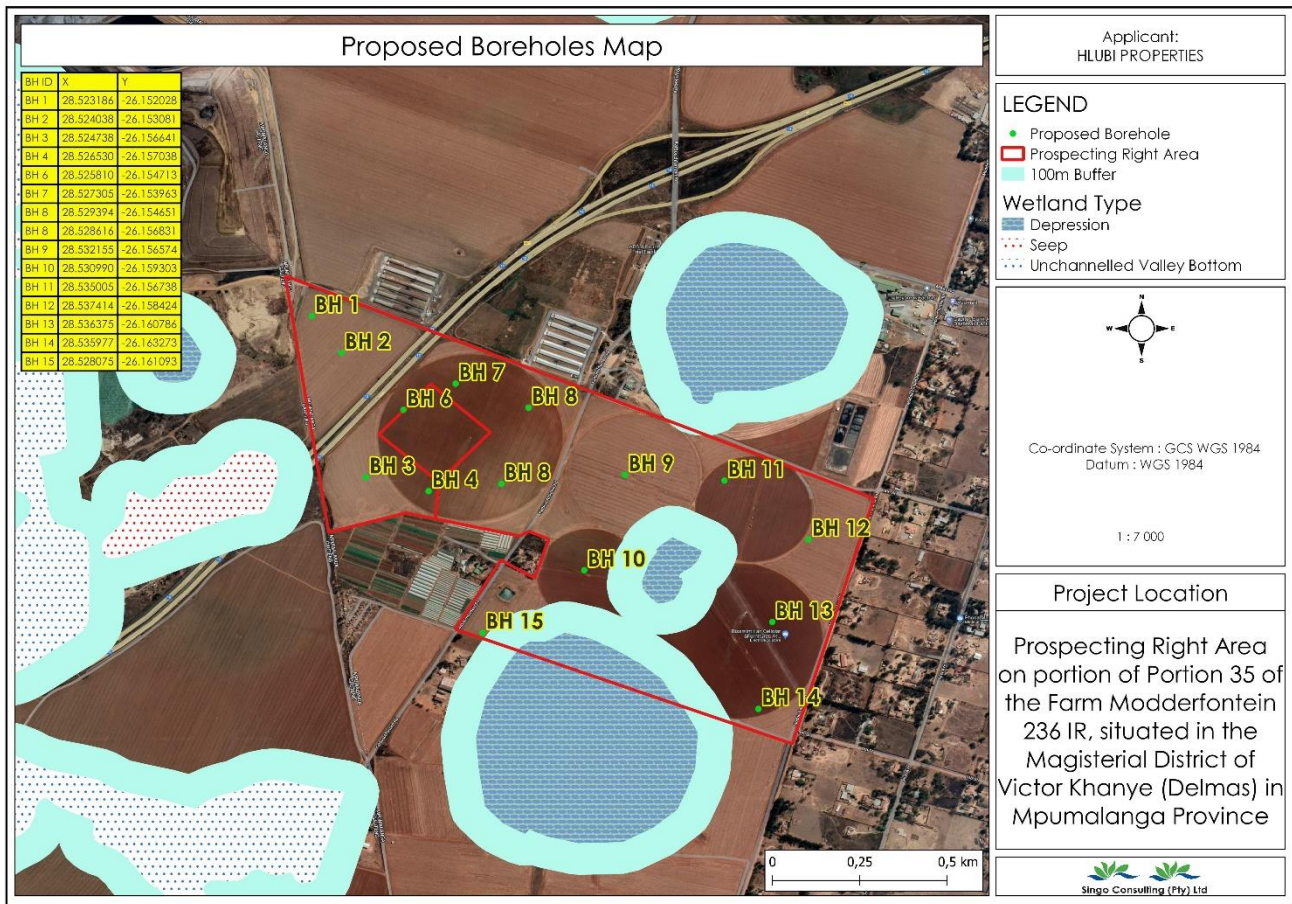 Proposed Boreholes Map
BH ID X Y
BH 1 28.523186 -26.152028
BH 2 28.524038 -26.153081
BH 3 28.524738 -26.156641
BH 4 28.526530 -26.157038
BH 6 28.525810 -26.154713
BH 7 28.527305 -26.153963
BH 8 28.529394 -26.154651
BH 8 28.528616 -26.156831
BH 9 28.532155 -26.156574
BH 10 28.530990 -26.159303
BH 11 28.535005 -26.156738
BH 12 28.537414 -26.158424
BH 13 28.536375 -26.160786
BH 14 28.535977 -26.163273
BH 15 28.528075 -26.161093
BH 1
BH 2
BH 7
BH 6
BH 8
BH 3
BH 4
BH 8
BH 9
BH 11
BH 12
BH 10
BH 13
BH 15
BH 14
0 0,25 0,5 km
Applicant:
HLUBI PROPERTIES
LEGEND
Proposed Borehole
Prospecting Right Area
100m Buffer
Wetland Type
Depression
Seep
Unchannelled Valley Bottom
N
W E
S
Co-ordinate System : GCS WGS 1984
Datum : WGS 1984
1 : 7 000
Project Location
Prospecting Right Area
on portion of Portion 35 of
the Farm Modderfontein
236 IR, situated in the
Magisterial District of
Victor Khanye (Delmas) in
Mpumalanga Province
Singo Consulting (Pty) Ltd